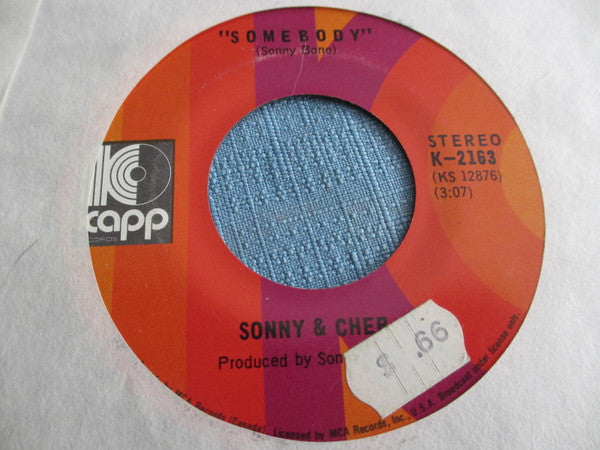 "SOMEBODY"
(Sonny Bono)
STEREO
K-2163
(KS 12876)
(3:07)
K
kapp
RECORDS
SONNY & CHER
Produced by Son
$ .66
by MCA Records (Canada). Licensed by MCA Records, Inc., U.S.A. Broadcast under license only.